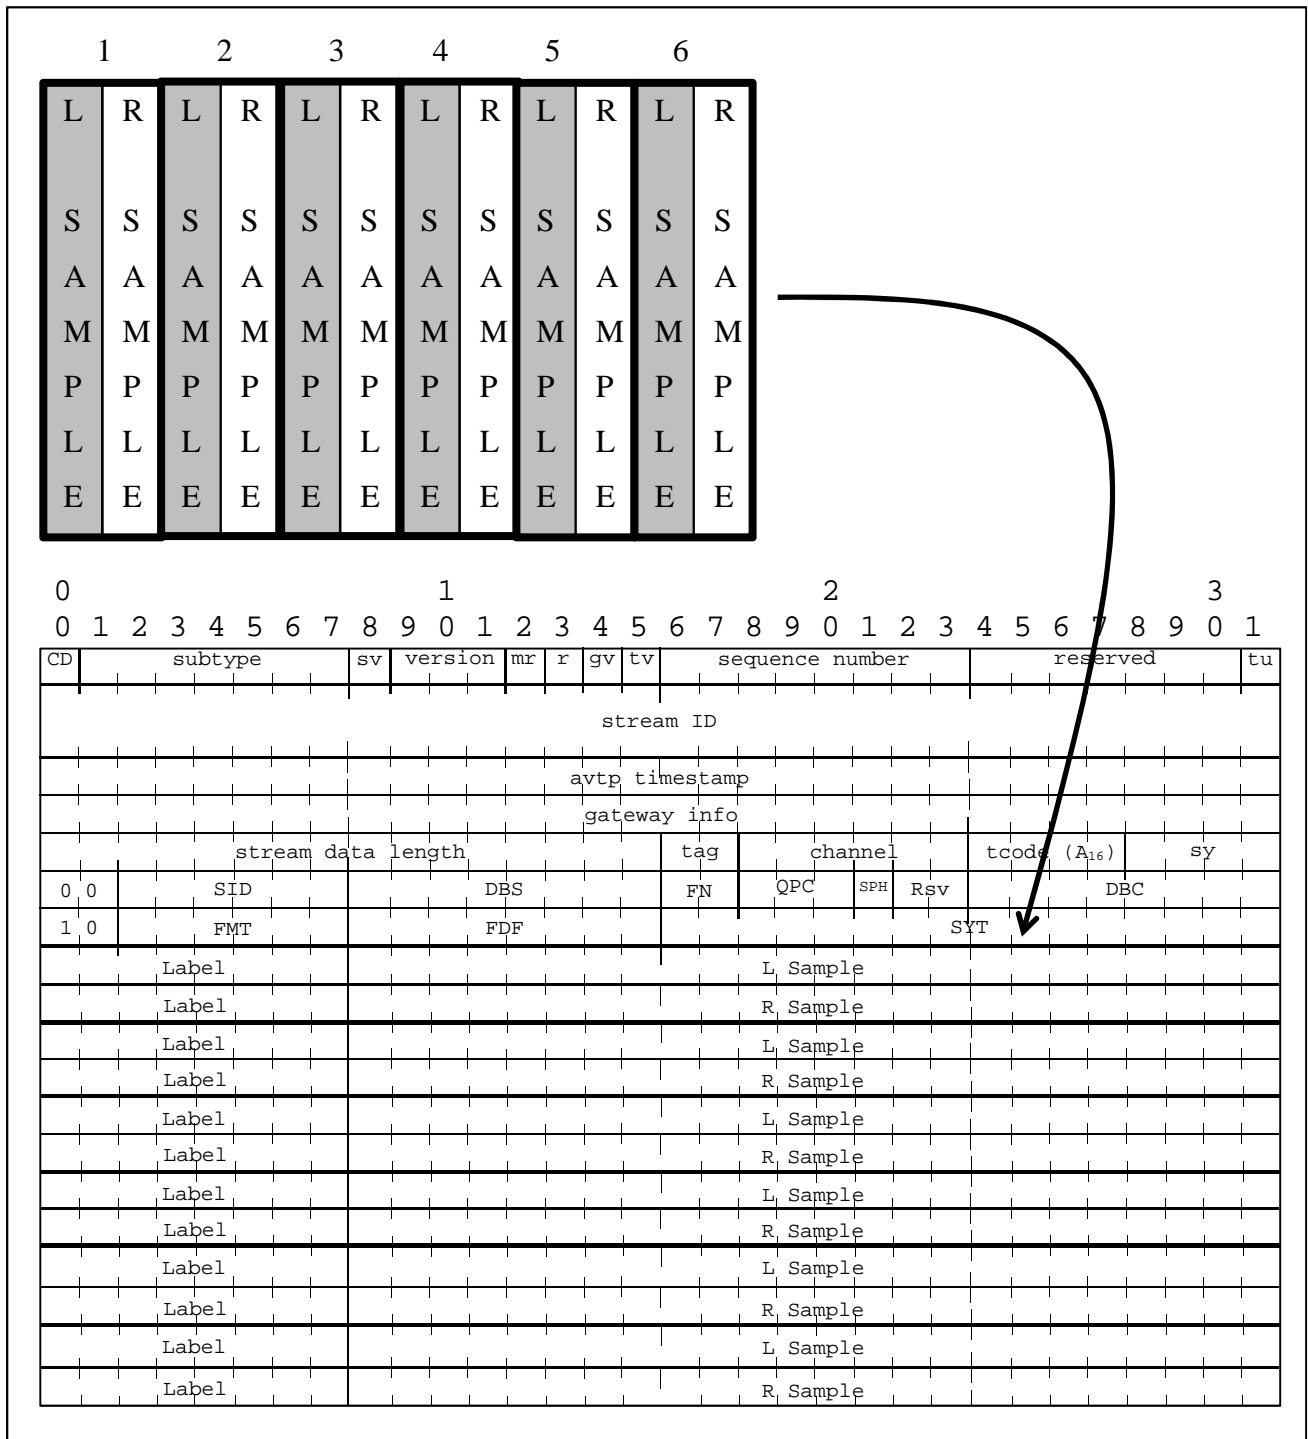 1 2 3 4 5 6
L R L R L R L R L R L R
S S S S S S S S S S S S
A A A A A A A A A A A A
M M M M M M M M M M M M
P P P P P P P P P P P P
L L L L L L L L L L L L
E E E E E E E E E E E E
0 1 2 3
0 1 2 3 4 5 6 7 8 9 0 1 2 3 4 5 6 7 8 9 0 1 2 3 4 5 6 7 8 9 0 1
CD subtype sv version mr r gv tv sequence number reserved tu
stream ID
avtp timestamp
gateway info
stream data length tag channel tcode (A₁₆) sy
0 0 SID DBS FN QPC SPH Rsv DBC
1 0 FMT FDF SYT
Label L Sample
Label R Sample
Label L Sample
Label R Sample
Label L Sample
Label R Sample
Label L Sample
Label R Sample
Label L Sample
Label R Sample
Label L Sample
Label R Sample